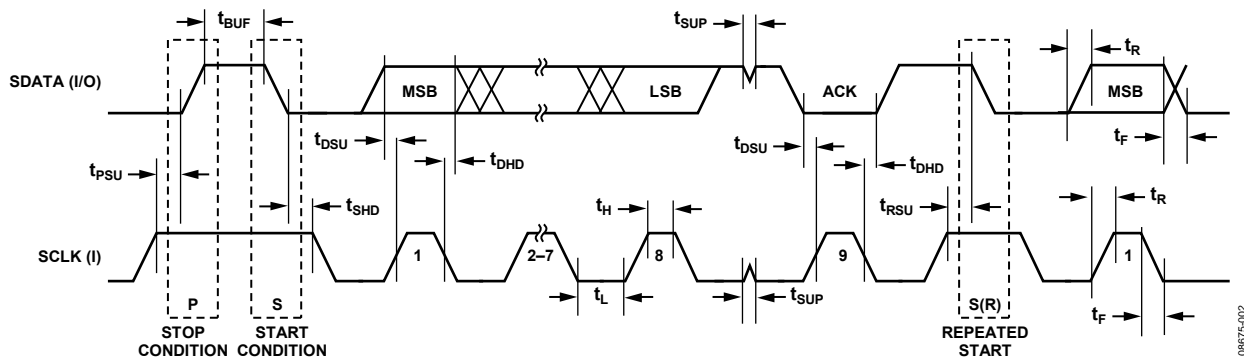 tBUF
tSUP
tR
SDATA (I/O)
MSB
LSB
ACK
MSB
tDSU
tDHD
tDSU
tDHD
tF
tPSU
tSHD
tH
tRSU
tR
SCLK (I)
1
2–7
8
9
1
P
S
tL
tSUP
S(R)
tF
STOP
CONDITION
START
CONDITION
REPEATED
START
08675-002